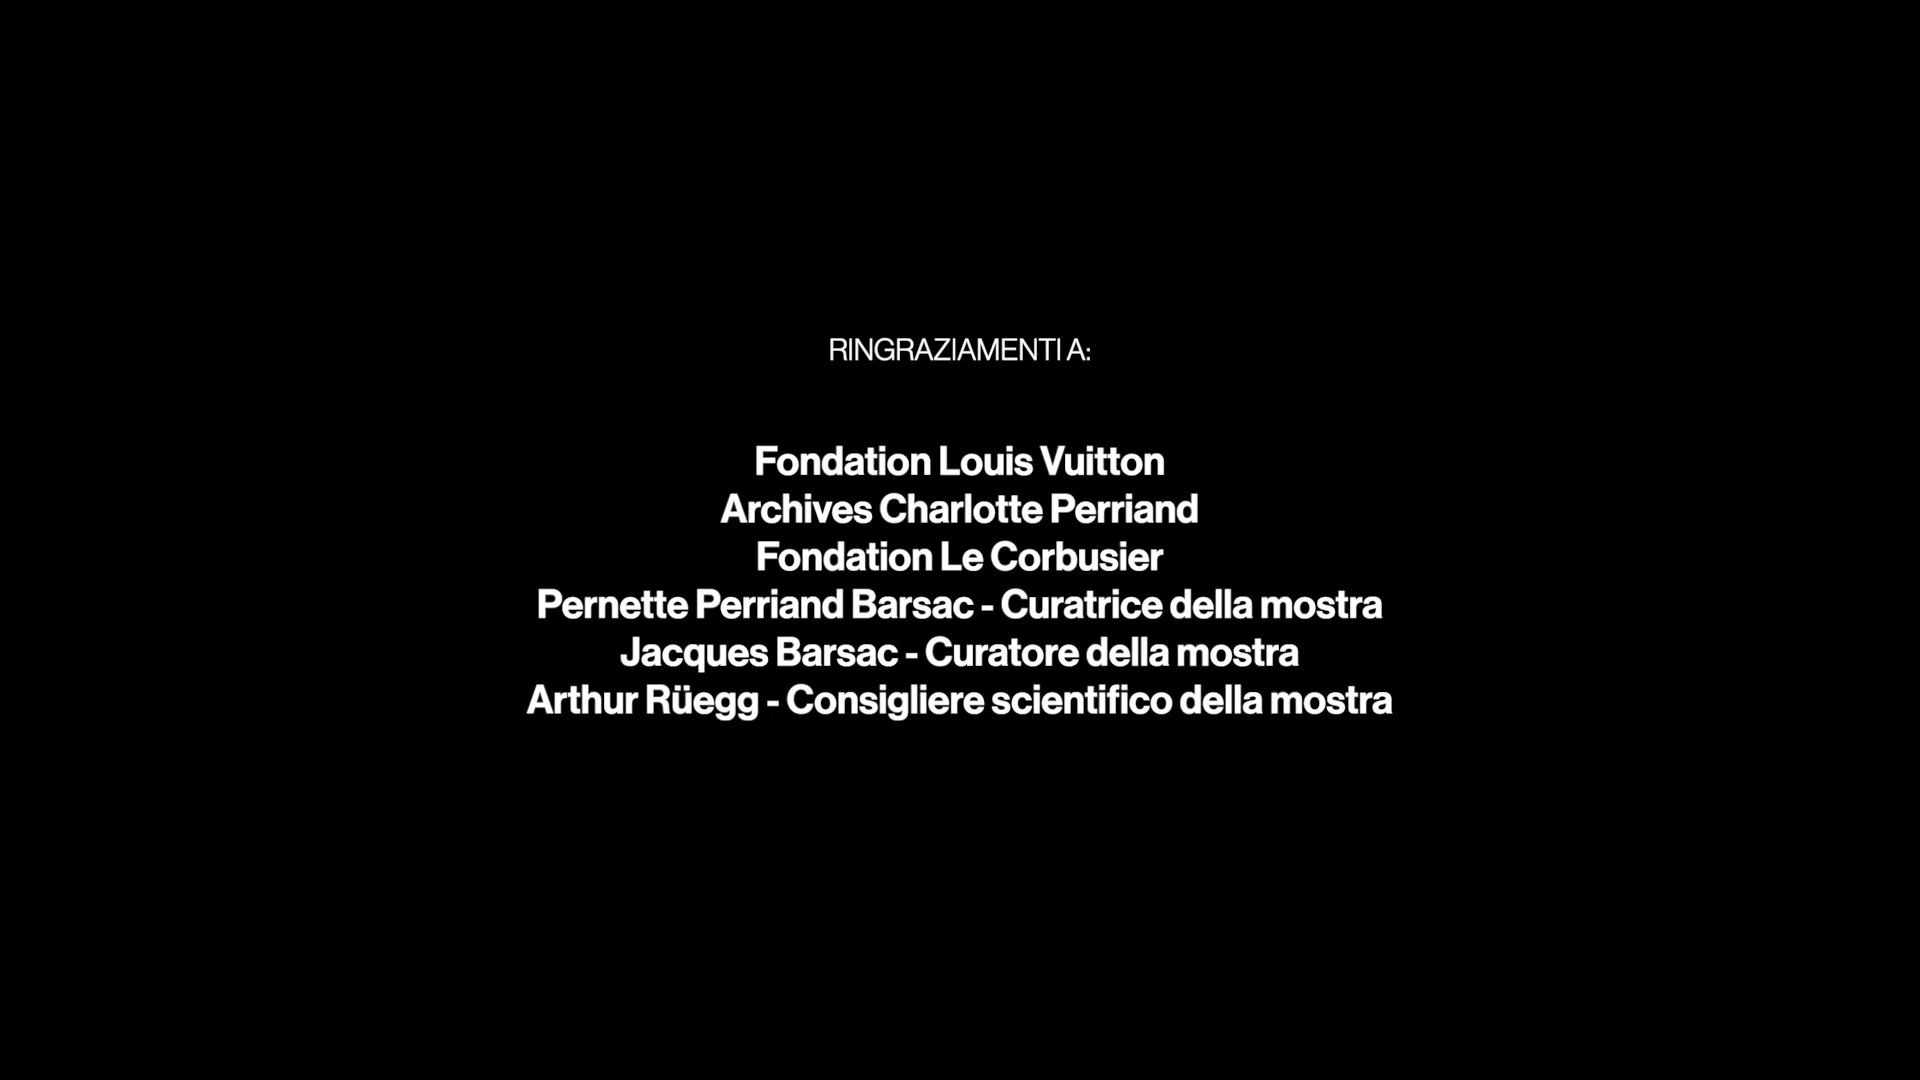 RINGRAZIAMENTI A:
Fondation Louis Vuitton
Archives Charlotte Perriand
Fondation Le Corbusier
Pernette Perriand Barsac - Curatrice della mostra
Jacques Barsac - Curatore della mostra
Arthur Rüegg - Consigliere scientifico della mostra